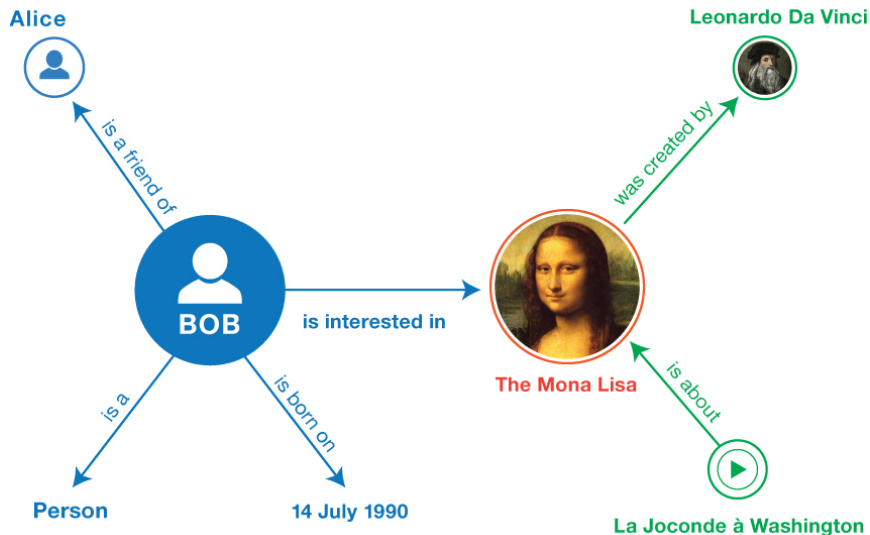 Alice
Leonardo Da Vinci
is a friend of
was created by
BOB
is interested in
The Mona Lisa
is a
is born on
is about
Person
14 July 1990
La Joconde à Washington